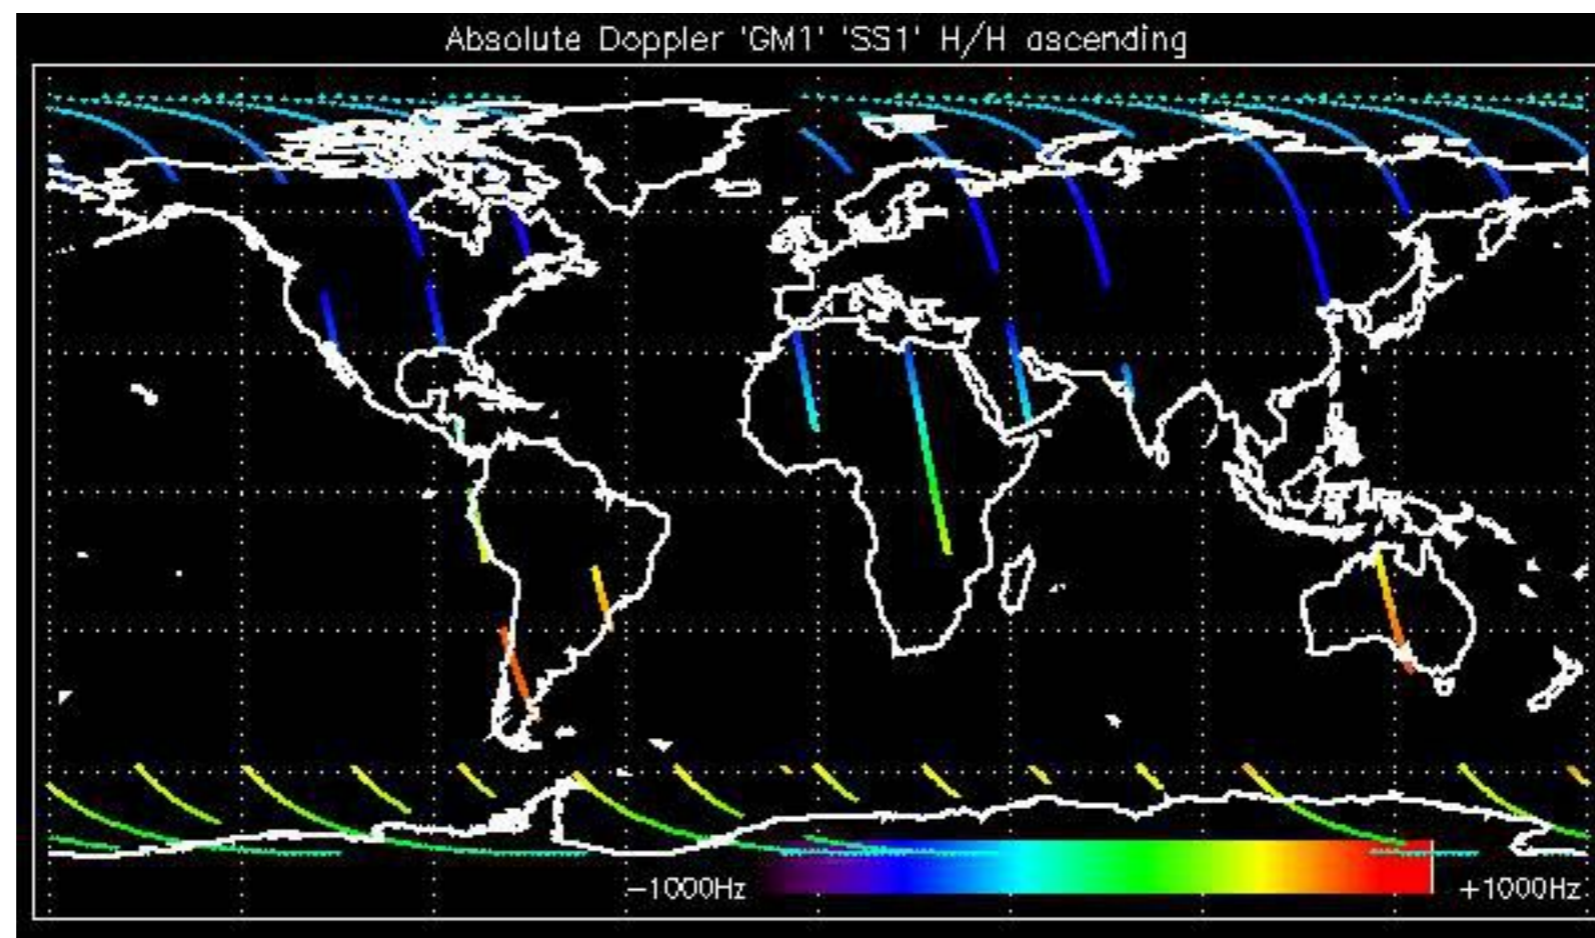 Absolute Doppler 'GM1' 'SS1' H/H ascending
-1000Hz
+1000Hz